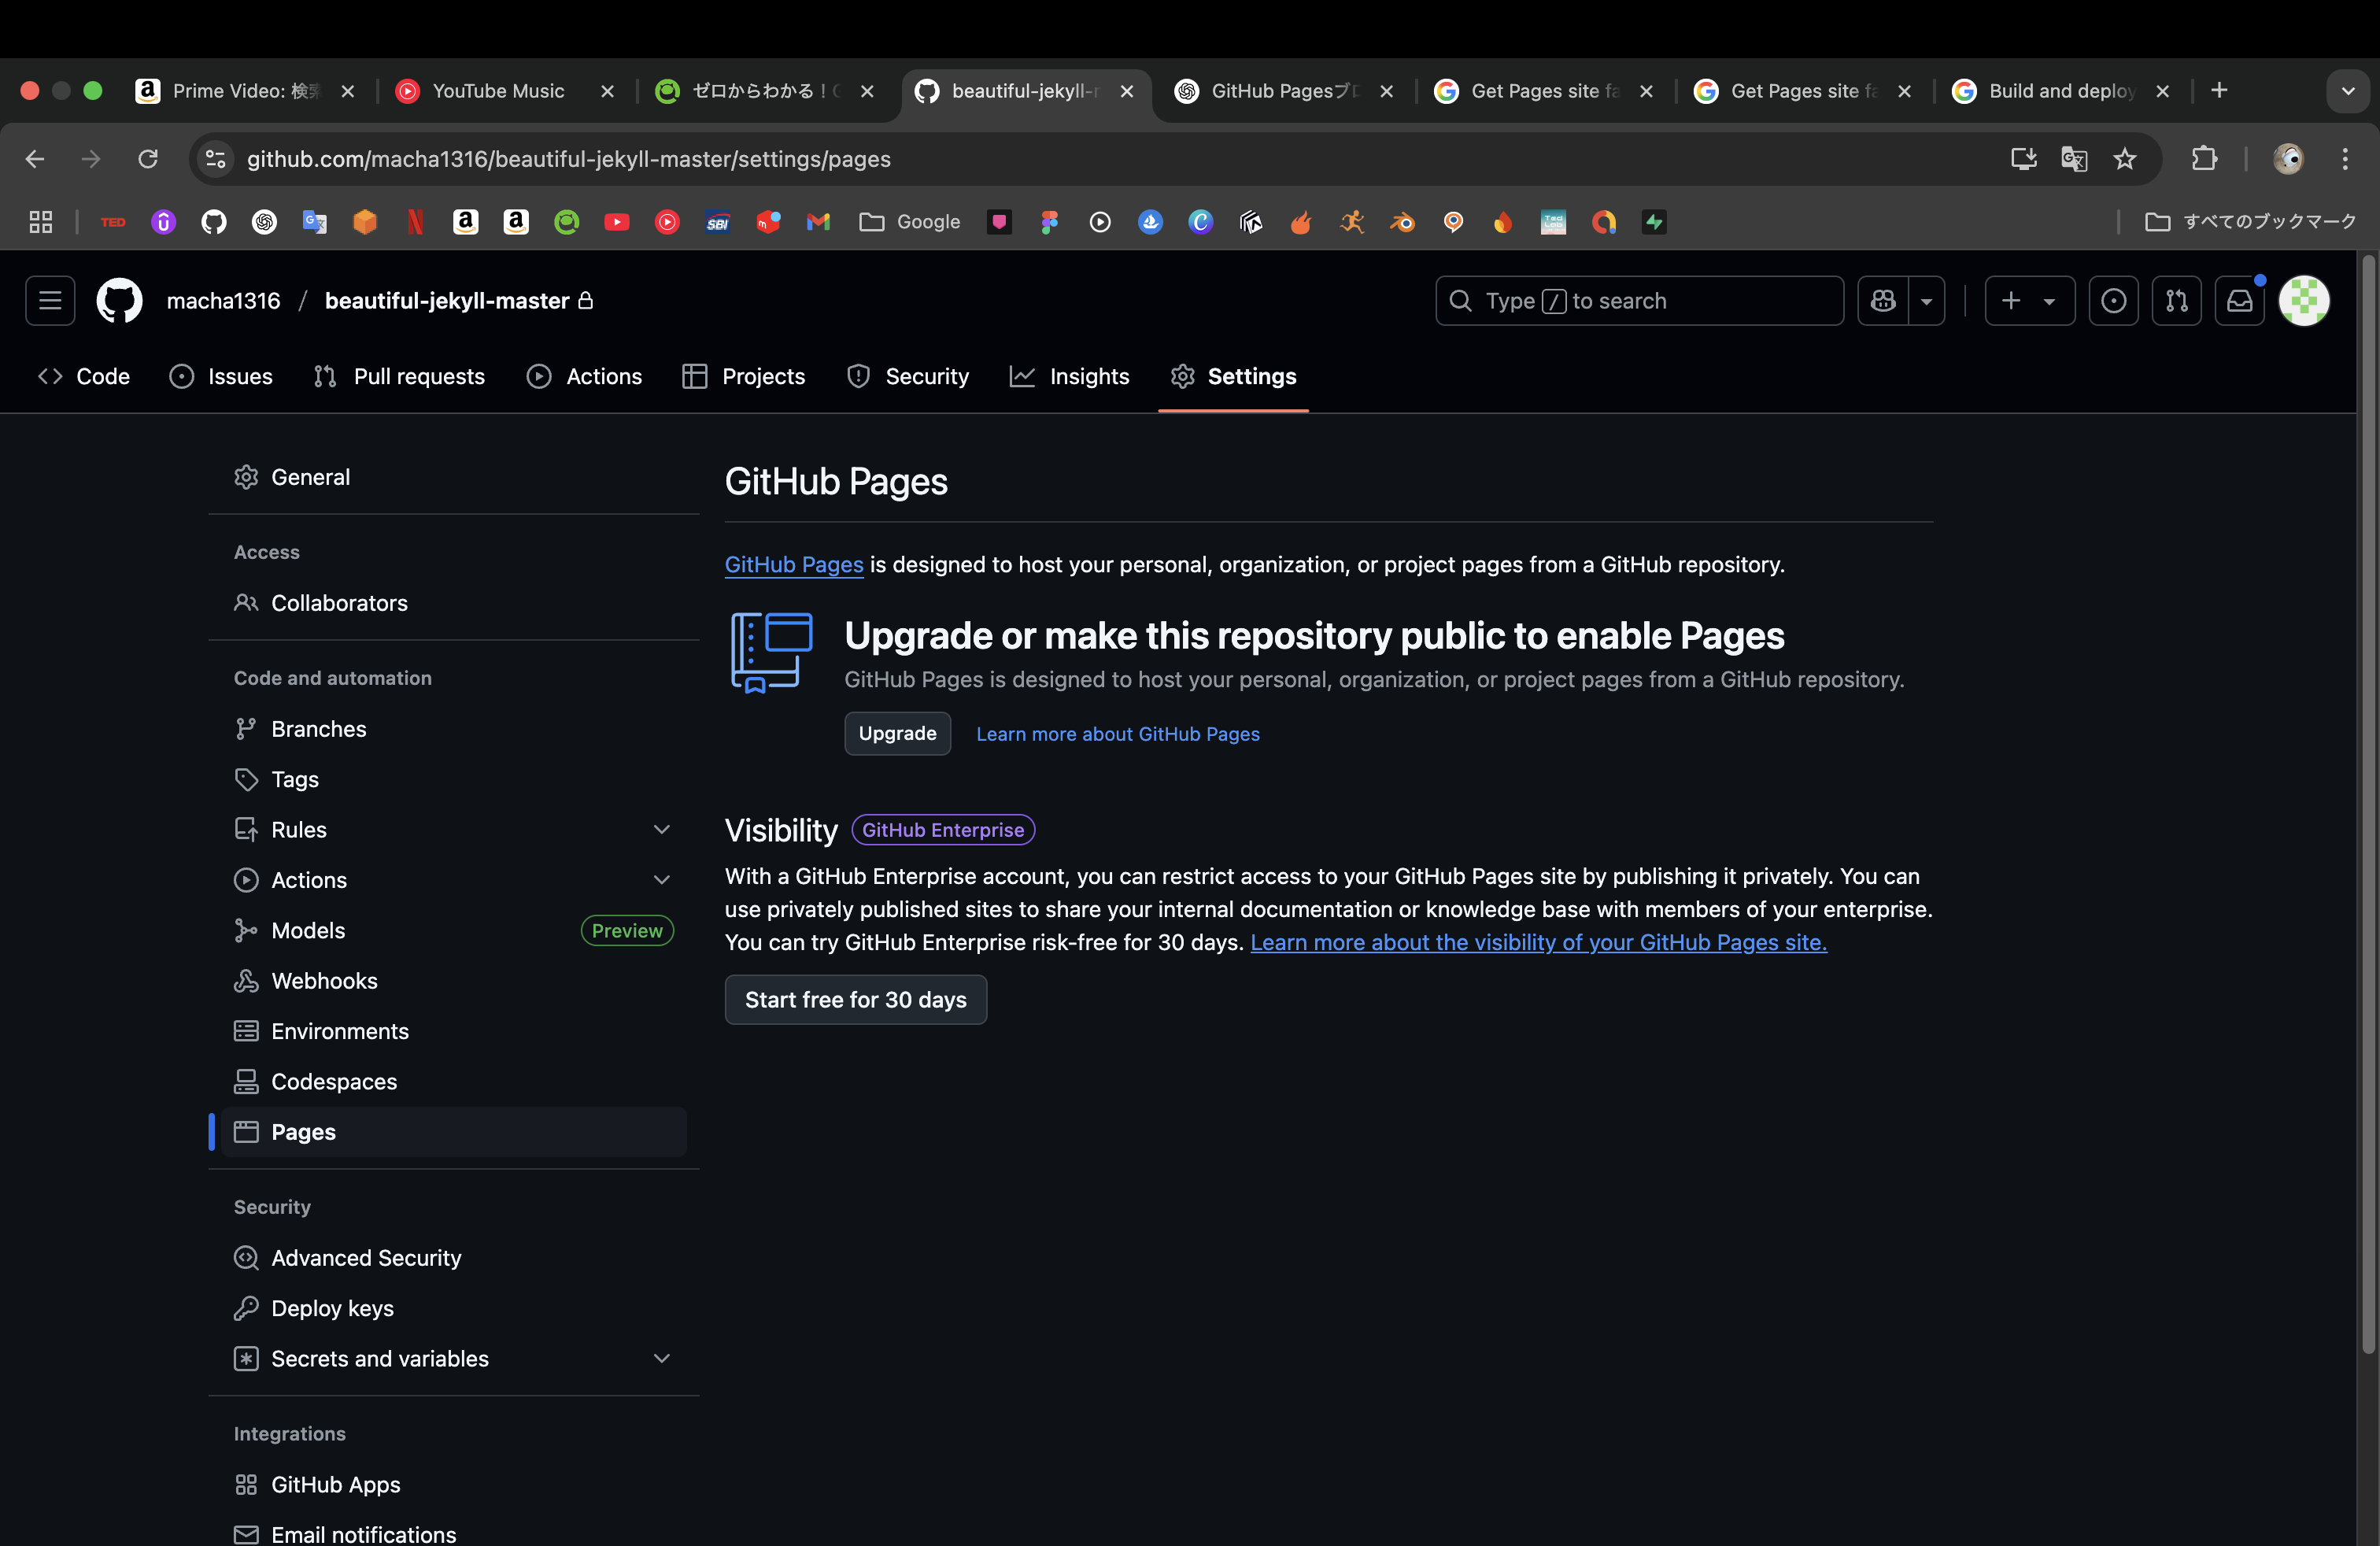 Prime Video: 検索
YouTube Music
ゼロからわかる！
beautiful-jekyll-
GitHub Pagesブ
Get Pages site fa
Get Pages site fa
Build and deploy
github.com/macha1316/beautiful-jekyll-master/settings/pages
TED
SBI
Google
すべてのブックマーク
macha1316 / beautiful-jekyll-master
Type / to search
Code
Issues
Pull requests
Actions
Projects
Security
Insights
Settings
General
Access
Collaborators
Code and automation
Branches
Tags
Rules
Actions
Models
Preview
Webhooks
Environments
Codespaces
Pages
Security
Advanced Security
Deploy keys
Secrets and variables
Integrations
GitHub Apps
Email notifications
GitHub Pages
GitHub Pages is designed to host your personal, organization, or project pages from a GitHub repository.
Upgrade or make this repository public to enable Pages
GitHub Pages is designed to host your personal, organization, or project pages from a GitHub repository.
Upgrade
Learn more about GitHub Pages
Visibility
GitHub Enterprise
With a GitHub Enterprise account, you can restrict access to your GitHub Pages site by publishing it privately. You can
use privately published sites to share your internal documentation or knowledge base with members of your enterprise.
You can try GitHub Enterprise risk-free for 30 days. Learn more about the visibility of your GitHub Pages site.
Start free for 30 days